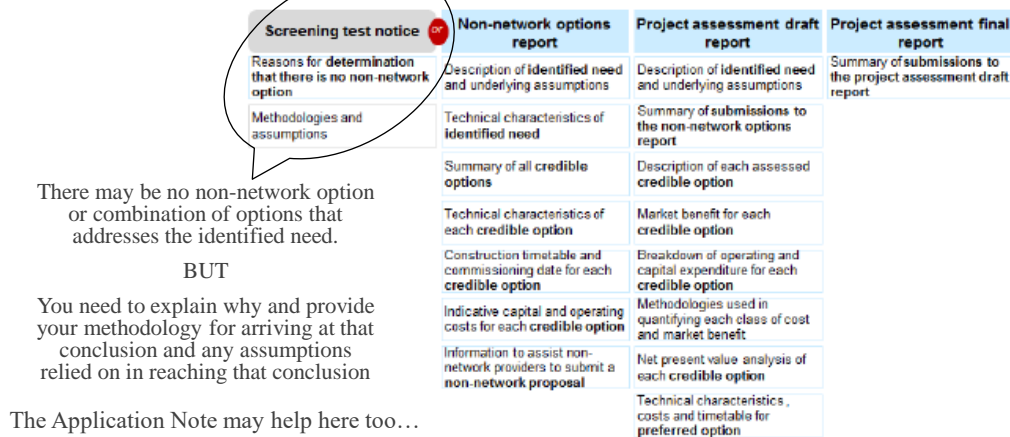 Screening test notice
or
Non-network options
report
Project assessment draft
report
Project assessment final
report
Reasons for determination
that there is no non-network
option
Methodologies and
assumptions
Description of identified need
and underlying assumptions
Technical characteristics of
identified need
Summary of all credible
options
Technical characteristics of
each credible option
Construction timetable and
commissioning date for each
credible option
Indicative capital and operating
costs for each credible option
Information to assist non-
network providers to submit a
non-network proposal
Description of identified need
and underlying assumptions
Summary of submissions to
the non-network options
report
Description of each assessed
credible option
Market benefit for each
credible option
Breakdown of operating and
capital expenditure for each
credible option
Methodologies used in
quantifying each class of cost
and market benefit
Net present value analysis of
each credible option
Technical characteristics,
costs and timetable for
preferred option
Summary of submissions to
the project assessment draft
report
There may be no non-network option
or combination of options that
addresses the identified need.
BUT
You need to explain why and provide
your methodology for arriving at that
conclusion and any assumptions
relied on in reaching that conclusion
The Application Note may help here too…